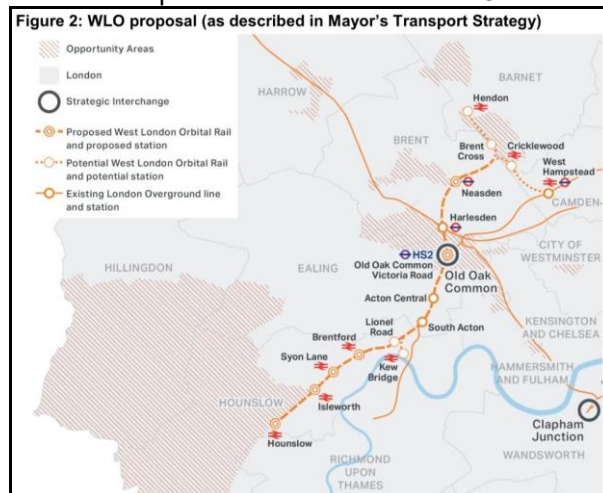 Figure 2: WLO proposal (as described in Mayor's Transport Strategy)
Opportunity Areas
London
Strategic Interchange
Proposed West London Orbital Rail
and proposed station
Potential West London Orbital Rail
and potential station
Existing London Overground line
and station
HARROW
BARNET
Hendon
BRENT
Brent
Cross
Cricklewood
West
Hampstead
Neasden
CAMDEN
Harlesden
CITY OF
WESTMINSTER
HS2
Old Oak Common
Victoria Road
Old Oak
Common
HILLINGDON
EALING
Acton Central
KENSINGTON
AND CHELSEA
Lionel
Road
South Acton
Brentford
Syon Lane
Kew
Bridge
HAMMERSMITH
AND FULHAM
HOUNSLOW
Isleworth
Clapham
Junction
Hounslow
WANDSWORTH
RICHMOND
UPON
THAMES